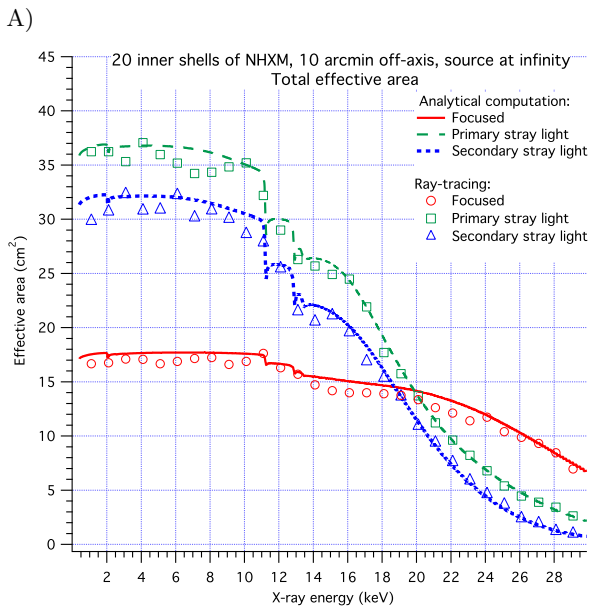 A)
20 inner shells of NHXM, 10 arcmin off-axis, source at infinity
Total effective area
Analytical computation:
Focused
Primary stray light
Secondary stray light
Ray-tracing:
Focused
Primary stray light
Secondary stray light
Effective area (cm²)
45
40
35
30
25
20
15
10
5
0
2 4 6 8 10 12 14 16 18 20 22 24 26 28
X-ray energy (keV)